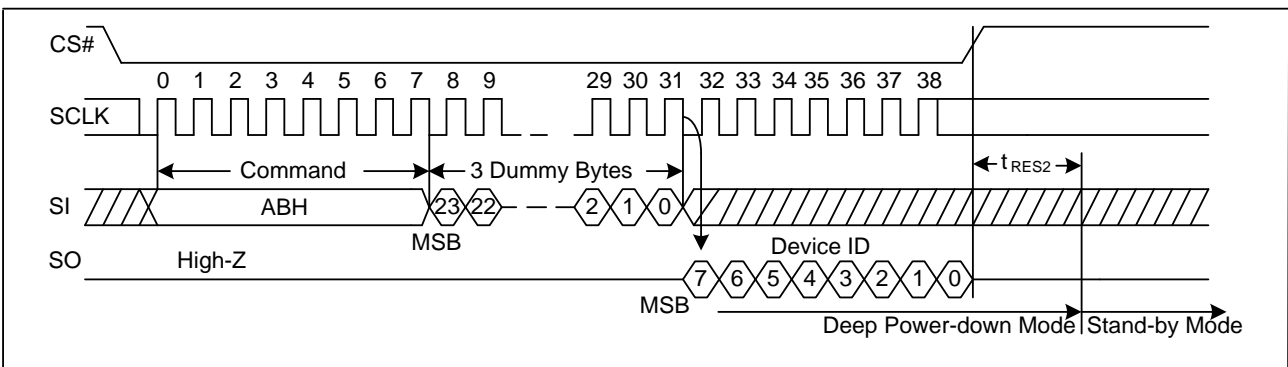 CS#
0 1 2 3 4 5 6 7 8 9 29 30 31 32 33 34 35 36 37 38
SCLK
Command 3 Dummy Bytes tRES2
SI ABH 23 22 2 1 0
MSB
SO High-Z Device ID
7 6 5 4 3 2 1 0
MSB
Deep Power-down Mode Stand-by Mode